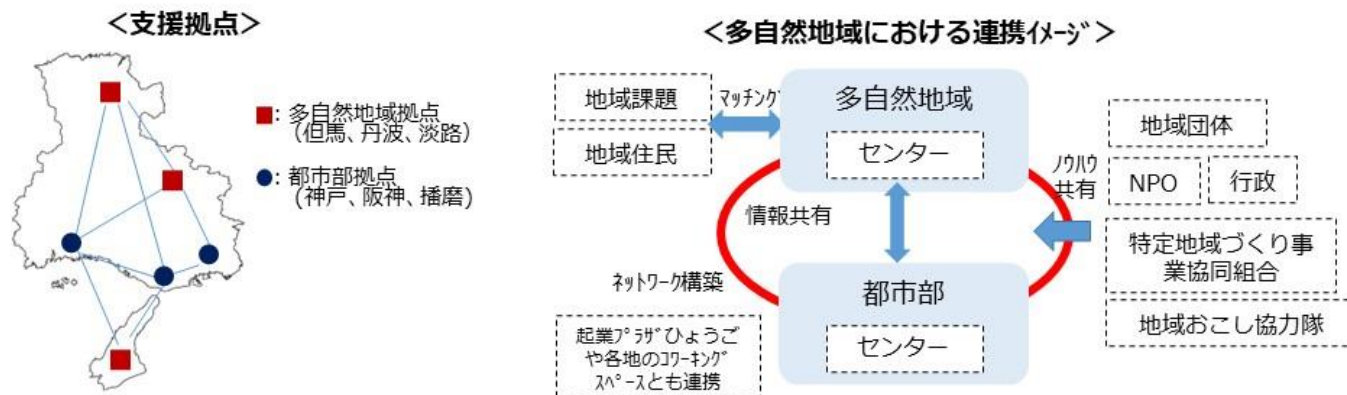 ＜支援拠点＞
■：多自然地域拠点
（但馬、丹波、淡路）
●：都市部拠点
(神戸、阪神、播磨)
＜多自然地域における連携ｲﾒｰｼﾞ＞
地域課題
地域住民
ﾏｯﾁﾝｸﾞ
多自然地域
センター
情報共有
ﾈｯﾄﾜｰｸ構築
都市部
センター
起業ﾌﾟﾗｻﾞひょうご
や各地のｺﾜｰｷﾝｸﾞ
ｽﾍﾟｰｽとも連携
ﾉｳﾊｳ
共有
地域団体
NPO
行政
特定地域づくり事
業協同組合
地域おこし協力隊